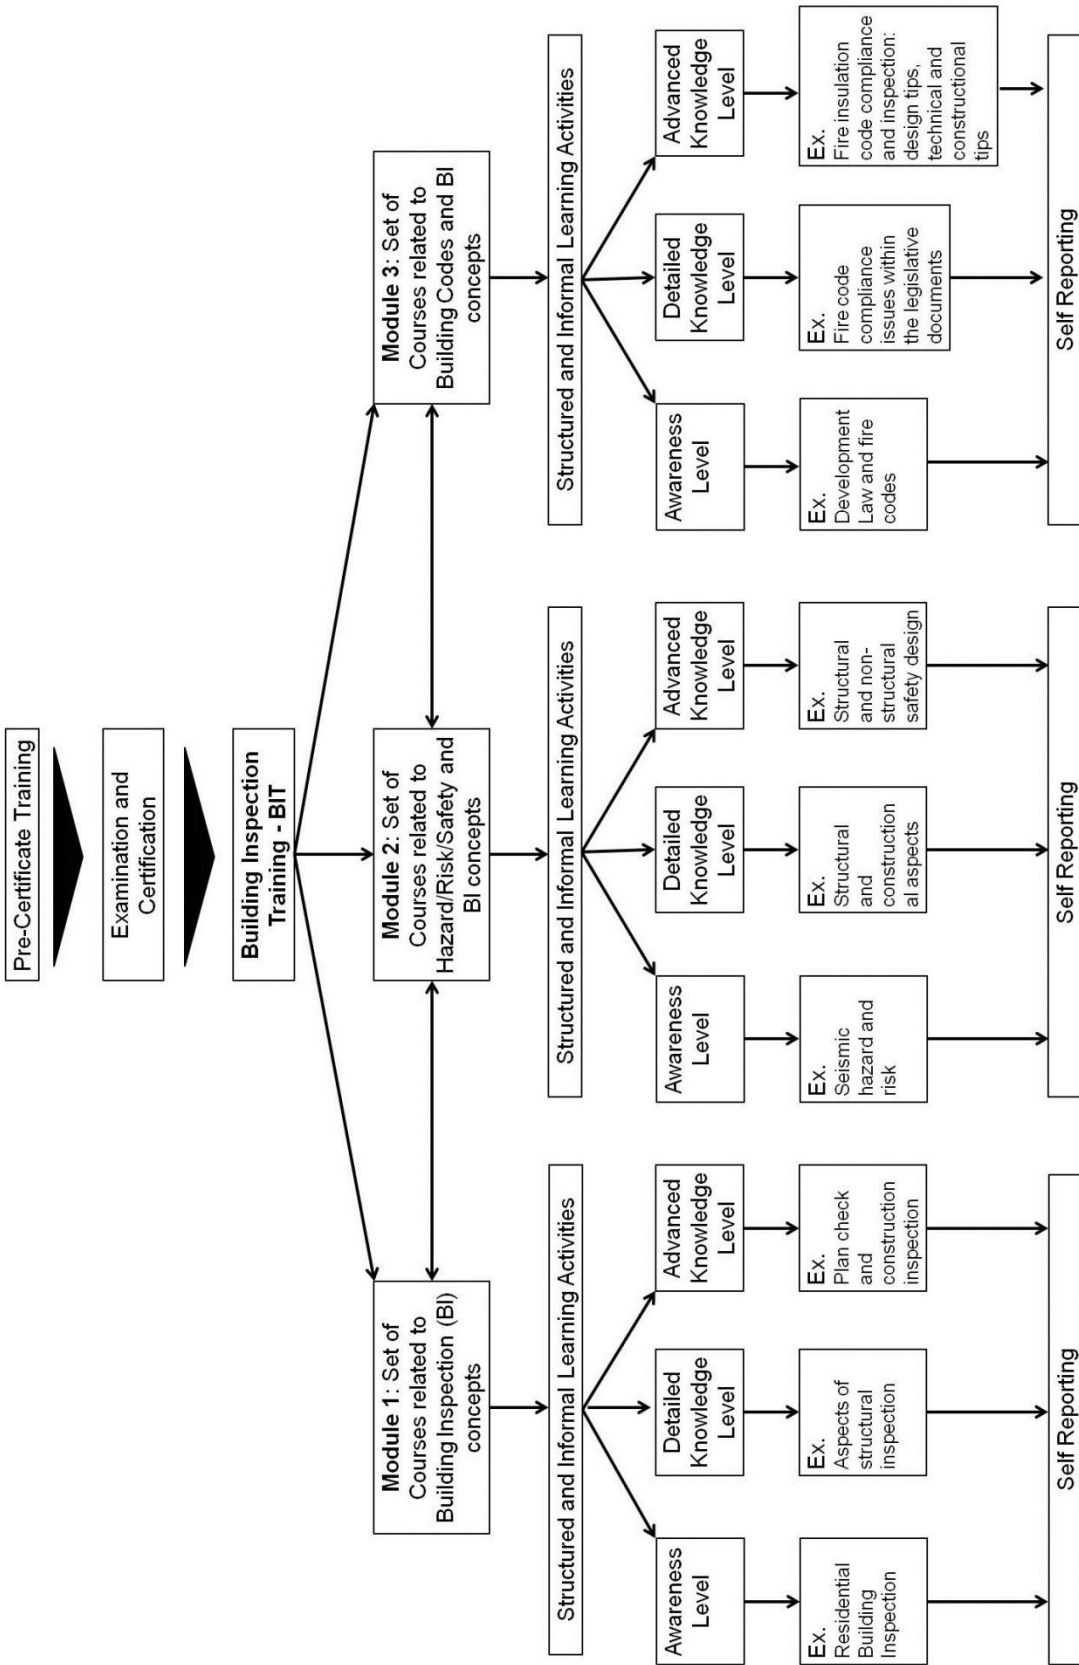 Pre-Certificate Training
Examination and
Certification
Building Inspection
Training - BIT
Module 1: Set of
Courses related to
Building Inspection (BI)
concepts
Module 2: Set of
Courses related to
Hazard/Risk/Safety and
BI concepts
Module 3: Set of
Courses related to
Building Codes and BI
concepts
Structured and Informal Learning Activities
Structured and Informal Learning Activities
Structured and Informal Learning Activities
Awareness
Level
Detailed
Knowledge
Level
Advanced
Knowledge
Level
Awareness
Level
Detailed
Knowledge
Level
Advanced
Knowledge
Level
Awareness
Level
Detailed
Knowledge
Level
Advanced
Knowledge
Level
Ex.
Residential
Building
Inspection
Ex.
Aspects of
structural
inspection
Ex.
Plan check
and
construction
inspection
Ex.
Seismic
hazard and
risk
Ex.
Structural
and
construction
al aspects
Ex.
Structural
and non-
structural
safety design
Ex.
Development
Law and fire
codes
Ex.
Fire code
compliance
issues within
the legislative
documents
Ex.
Fire insulation
code compliance
and inspection:
design tips,
technical and
constructional
tips
Self Reporting
Self Reporting
Self Reporting